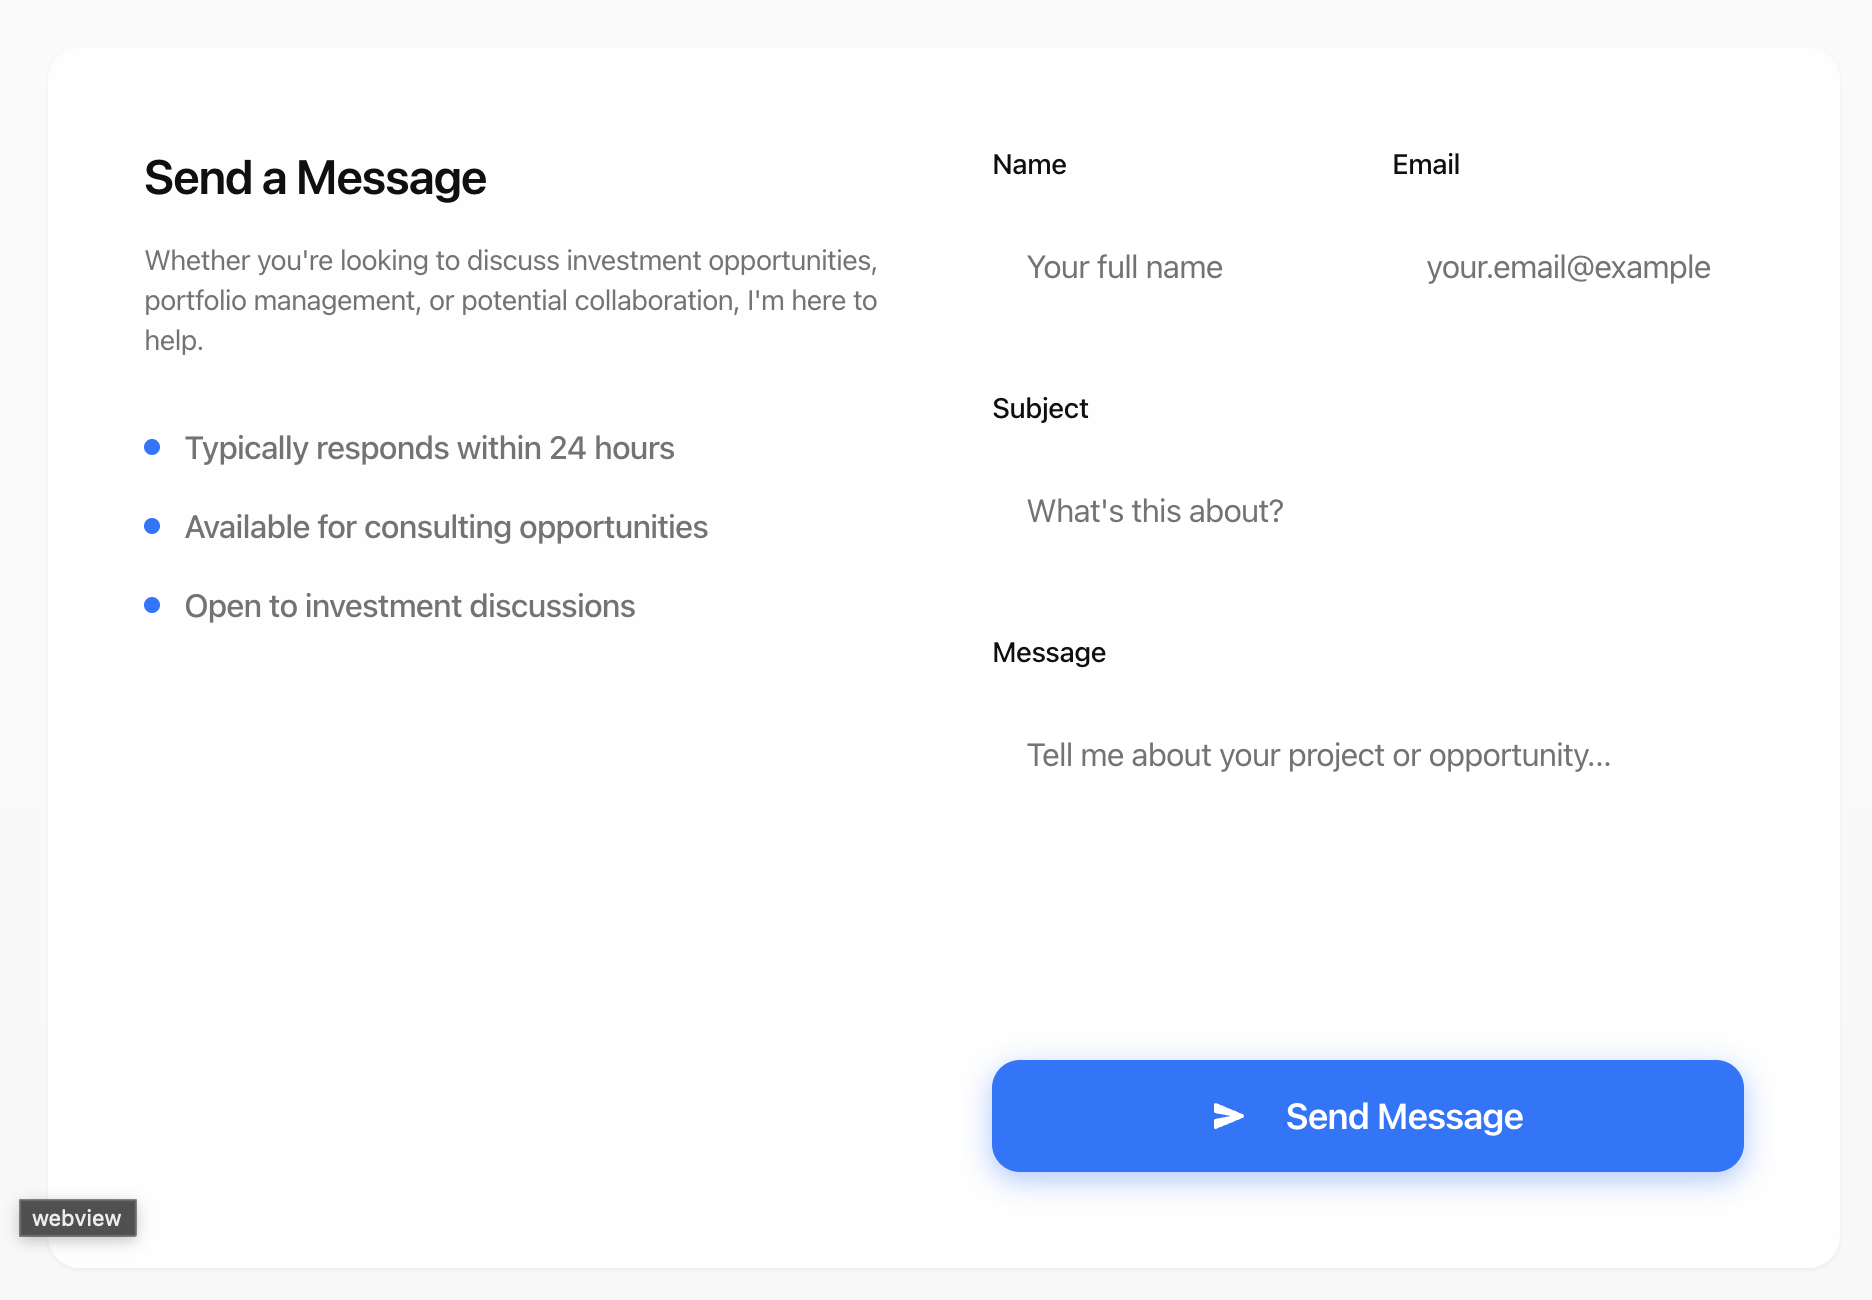 Send a Message
Whether you're looking to discuss investment opportunities,
portfolio management, or potential collaboration, I'm here to
help.
Typically responds within 24 hours
Available for consulting opportunities
Open to investment discussions
Name
Email
Your full name
your.email@example
Subject
What's this about?
Message
Tell me about your project or opportunity...
Send Message
webview